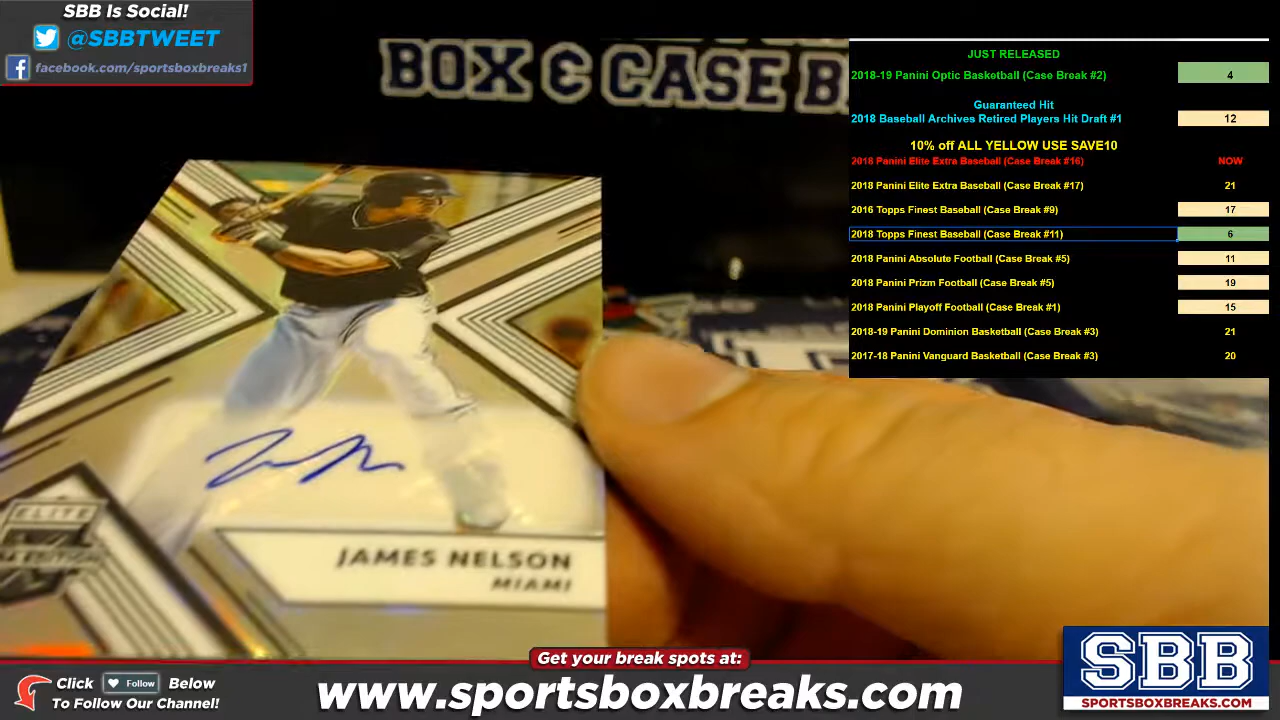 SBB Is Social!
@SBBTWEET
facebook.com/sportsboxbreaks1
BOX & CASE B
JUST RELEASED
2018-19 Panini Optic Basketball (Case Break #2) 4
Guaranteed Hit
2018 Baseball Archives Retired Players Hit Draft #1 12
10% off ALL YELLOW USE SAVE10
2018 Panini Elite Extra Baseball (Case Break #16) NOW
2018 Panini Elite Extra Baseball (Case Break #17) 21
2016 Topps Finest Baseball (Case Break #9) 17
2018 Topps Finest Baseball (Case Break #11) 6
2018 Panini Absolute Football (Case Break #5) 11
2018 Panini Prizm Football (Case Break #5) 19
2018 Panini Playoff Football (Case Break #1) 15
2018-19 Panini Dominion Basketball (Case Break #3) 21
2017-18 Panini Vanguard Basketball (Case Break #3) 20
ELITE
JAMES NELSON
MIAMI
Get your break spots at:
www.sportsboxbreaks.com
Click Follow Below
To Follow Our Channel!
SBB
SPORTSBOXBREAKS.COM